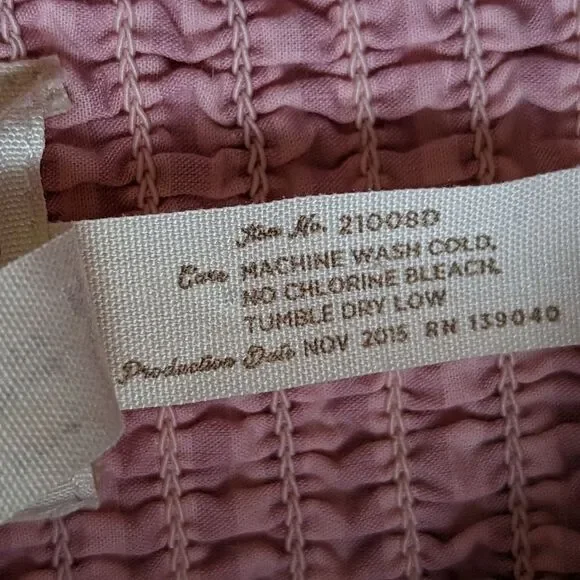 Item No. 21008D
Care MACHINE WASH COLD,
NO CHLORINE BLEACH,
TUMBLE DRY LOW
Production Date NOV 2015 RN 139040